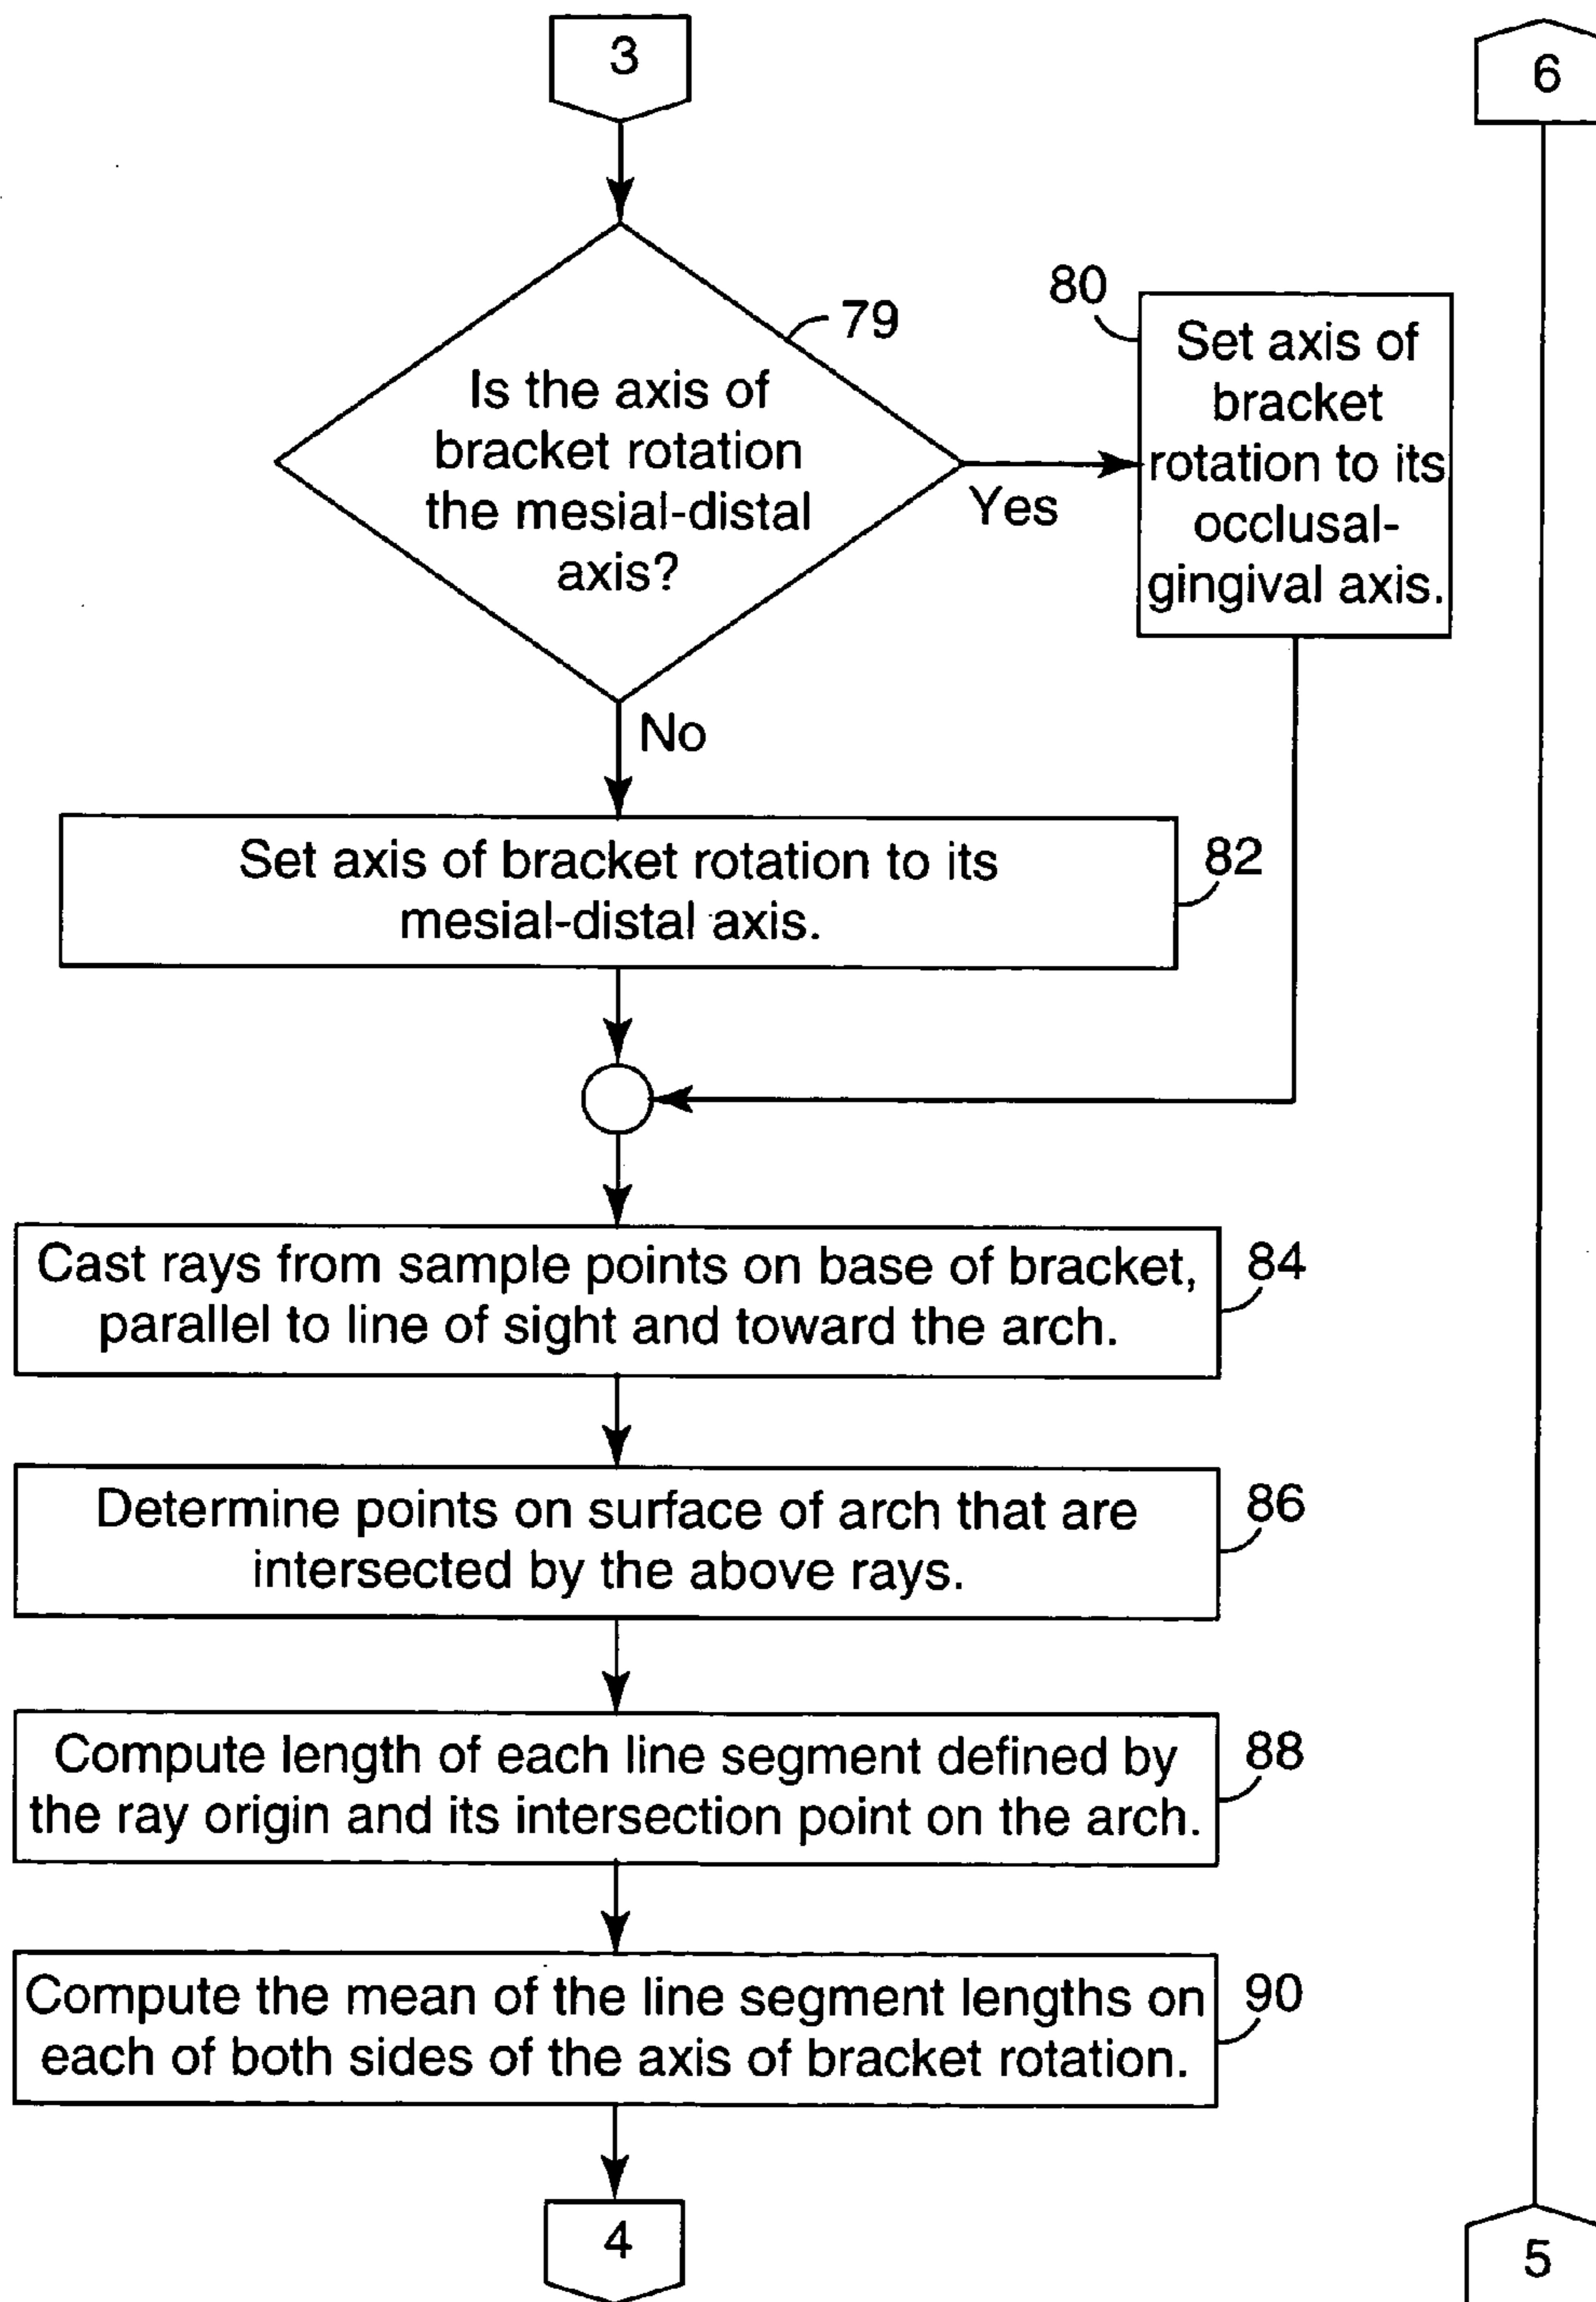 3
6
79
Is the axis of
bracket rotation
the mesial-distal
axis?
Yes
80
Set axis of
bracket
rotation to its
occlusal-
gingival axis.
No
Set axis of bracket rotation to its
mesial-distal axis.
82
Cast rays from sample points on base of bracket,
parallel to line of sight and toward the arch.
84
Determine points on surface of arch that are
intersected by the above rays.
86
Compute length of each line segment defined by
the ray origin and its intersection point on the arch.
88
Compute the mean of the line segment lengths on
each of both sides of the axis of bracket rotation.
90
4
5